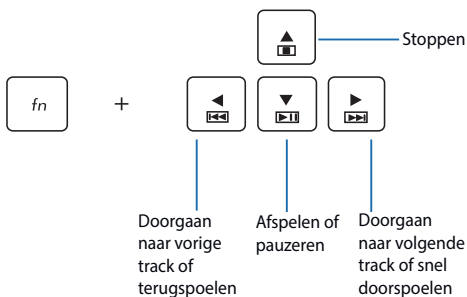 Stoppen
fn
+
Doorgaan
naar vorige
track of
terugspoelen
Afspelen of
pauzeren
Doorgaan
naar volgende
track of snel
doorspoelen